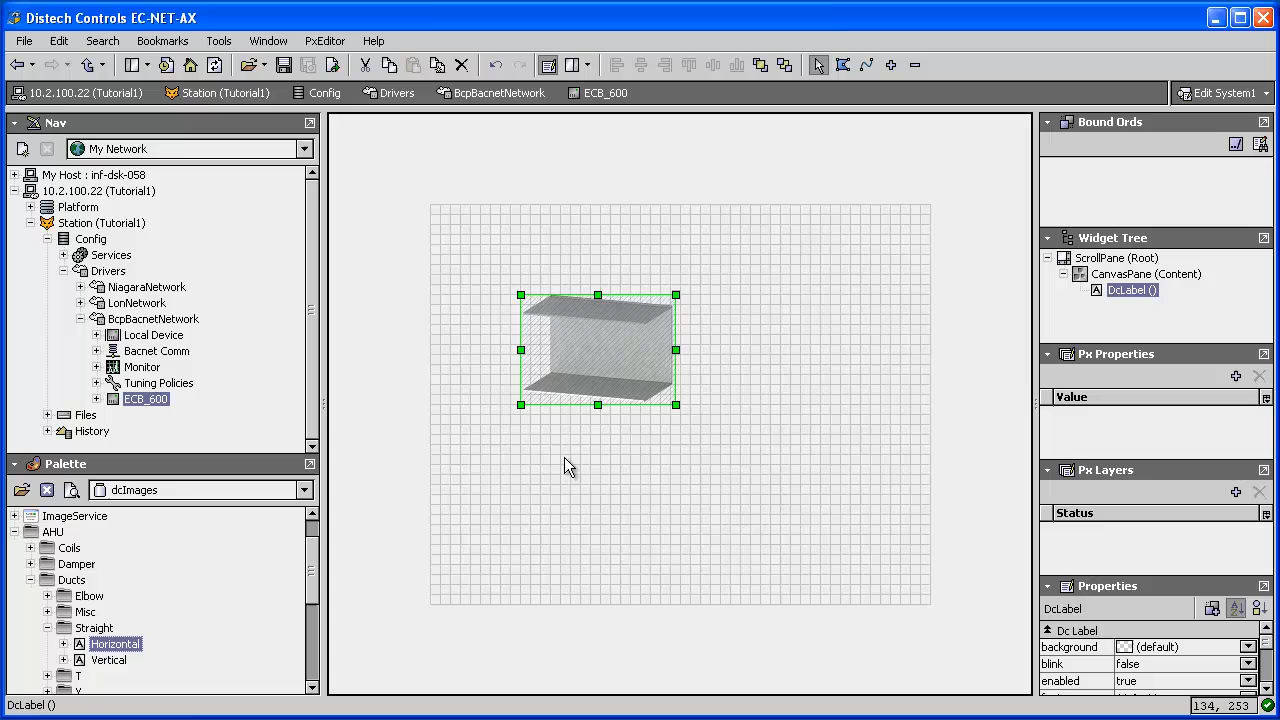 Distech Controls EC-NET-AX
File Edit Search Bookmarks Tools Window PxEditor Help
10.2.100.22 (Tutorial1) Station (Tutorial1) Config Drivers BcpBacnetNetwork ECB_600 Edit System1
Nav
My Network
My Host : inf-dsk-058
10.2.100.22 (Tutorial1)
Platform
Station (Tutorial1)
Config
Services
Drivers
NiagaraNetwork
LonNetwork
BcpBacnetNetwork
Local Device
Bacnet Comm
Monitor
Tuning Policies
ECB_600
Files
History
Palette
dcImages
ImageService
AHU
Coils
Damper
Ducts
Elbow
Misc
Straight
Horizontal
Vertical
T
Y
DcLabel ()
Bound Ords
Widget Tree
ScrollPane (Root)
CanvasPane (Content)
DcLabel ()
Px Properties
Value
Px Layers
Status
Properties
DcLabel
Dc Label
background (default)
blink false
enabled true
134, 253